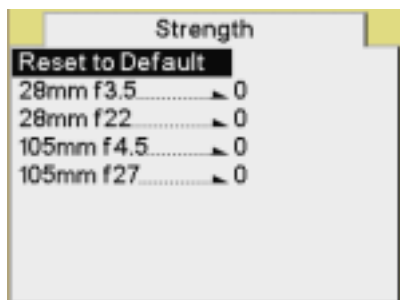 Strength
Reset to Default
28mm f3.5............► 0
28mm f22............► 0
105mm f4.5..........► 0
105mm f27...........► 0